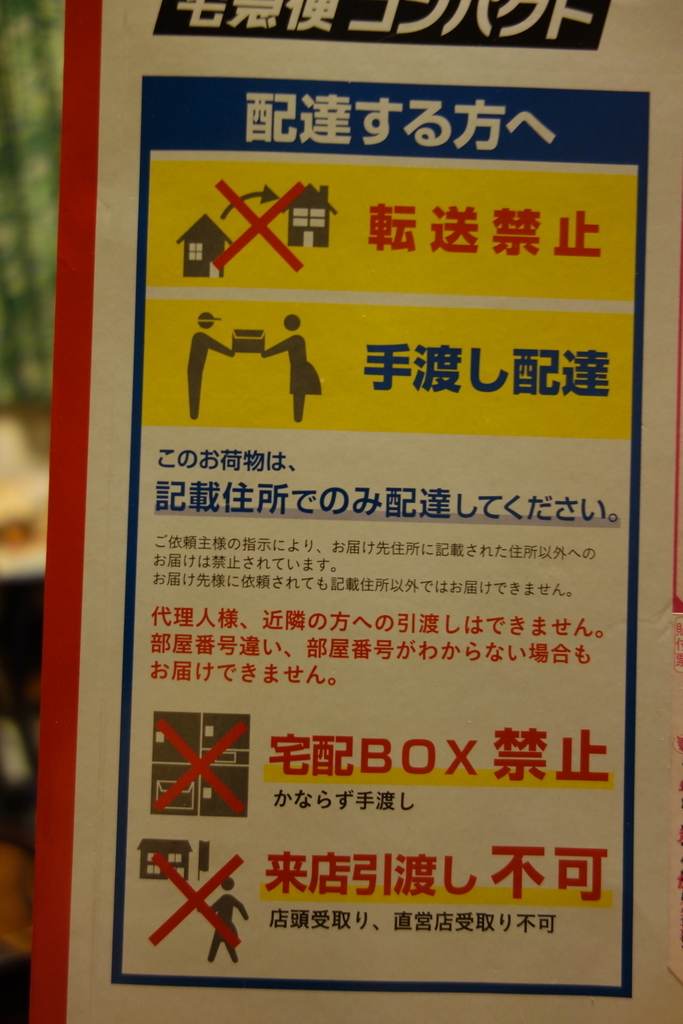 宅急便 コンパクト
配達する方へ
転送禁止
手渡し配達
このお荷物は、
記載住所でのみ配達してください。
ご依頼主様の指示により、お届け先住所に記載された住所以外への
お届けは禁止されています。
お届け先様に依頼されても記載住所以外ではお届けできません。
代理人様、近隣の方への引渡しはできません。
部屋番号違い、部屋番号がわからない場合も
お届けできません。
宅配BOX 禁止
かならず手渡し
来店引渡し 不可
店頭受取り、直営店受取り不可
貼付票